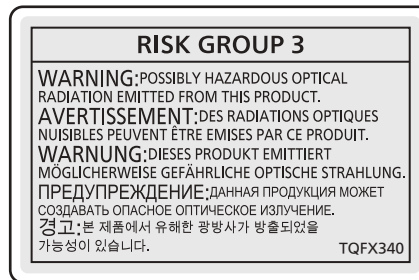 RISK GROUP 3
WARNING:POSSIBLY HAZARDOUS OPTICAL
RADIATION EMITTED FROM THIS PRODUCT.
AVERTISSEMENT:DES RADIATIONS OPTIQUES
NUISIBLES PEUVENT ÊTRE EMISES PAR CE PRODUIT.
WARNUNG:DIESES PRODUKT EMITTIERT
MÖGLICHERWEISE GEFÄHRLICHE OPTISCHE STRAHLUNG.
ПРЕДУПРЕЖДЕНИЕ:ДАННАЯ ПРОДУКЦИЯ МОЖЕТ
СОЗДАВАТЬ ОПАСНОЕ ОПТИЧЕСКОЕ ИЗЛУЧЕНИЕ.
경고:본 제품에서 유해한 광방사가 방출되었을
가능성이 있습니다. TQFX340